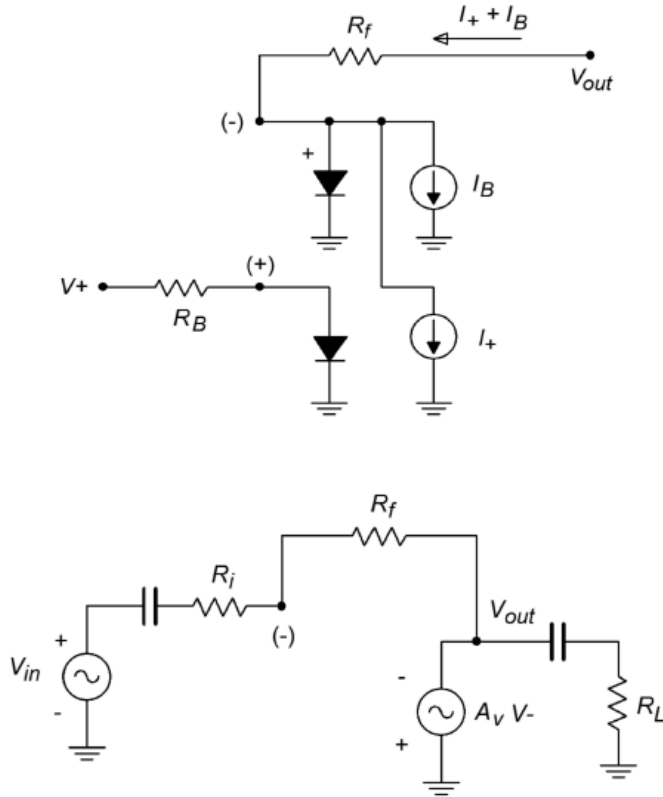 I+ + IB
Rf
Vout
(-)
+
IB
(+)
V+
RB
I+
Rf
Ri
Vout
(-)
+
Vin
-
-
Av V-
+
RL